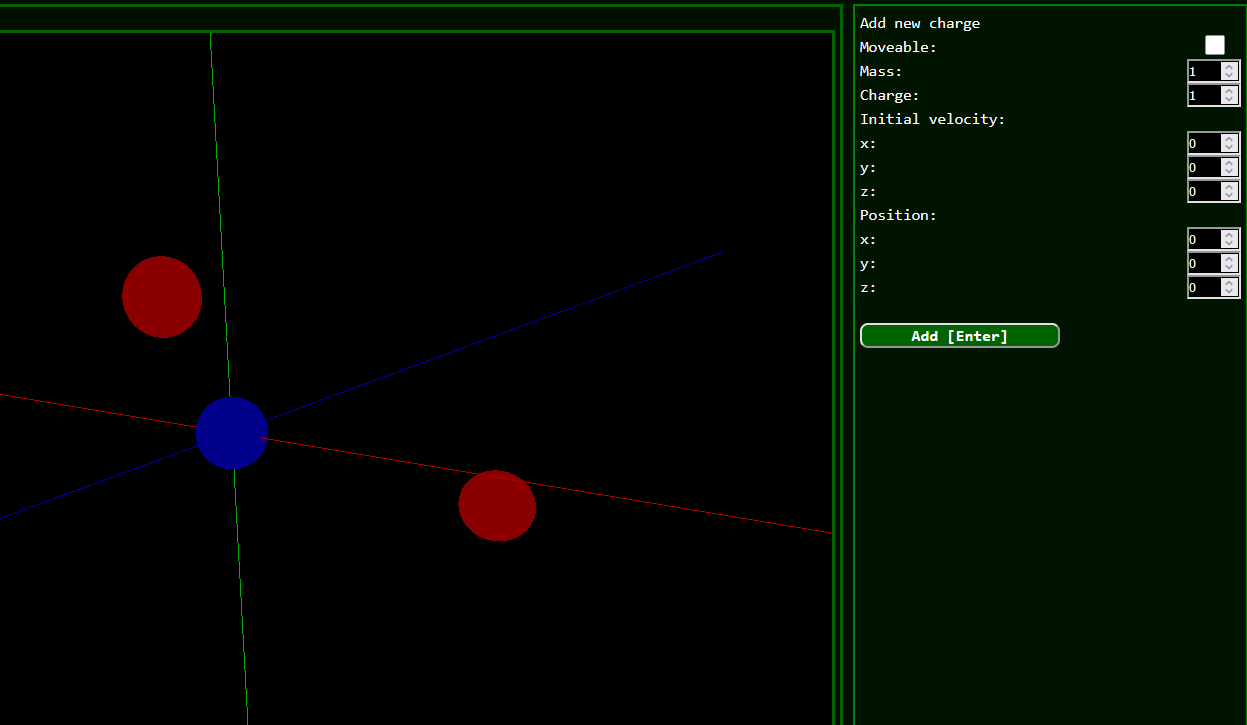 Add new charge
Moveable:
Mass: 1
Charge: 1
Initial velocity:
x: 0
y: 0
z: 0
Position:
x: 0
y: 0
z: 0
Add [Enter]